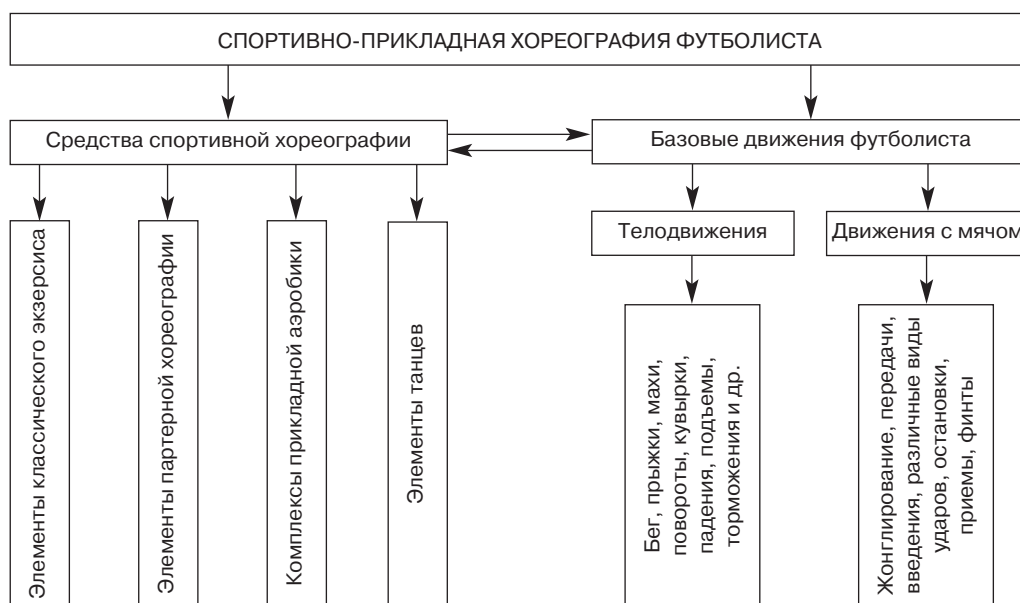 СПОРТИВНО-ПРИКЛАДНАЯ ХОРЕОГРАФИЯ ФУТБОЛИСТА
Средства спортивной хореографии
Базовые движения футболиста
Элементы классического экзерсиса
Элементы партерной хореографии
Комплексы прикладной аэробики
Элементы танцев
Телодвижения
Движения с мячом
Бег, прыжки, махи,
повороты, кувырки,
падения, подъемы,
торможения и др.
Жонглирование, передачи,
введения, различные виды
ударов, остановки,
приемы, финты